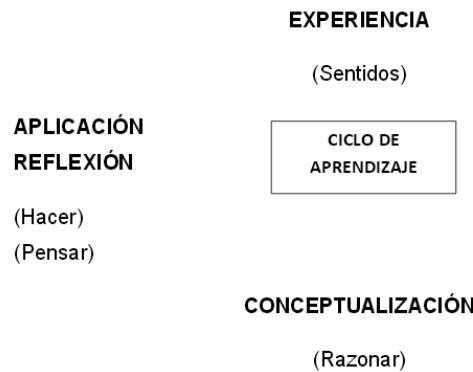 EXPERIENCIA
(Sentidos)
APLICACIÓN
REFLEXIÓN
CICLO DE
APRENDIZAJE
(Hacer)
(Pensar)
CONCEPTUALIZACIÓN
(Razonar)